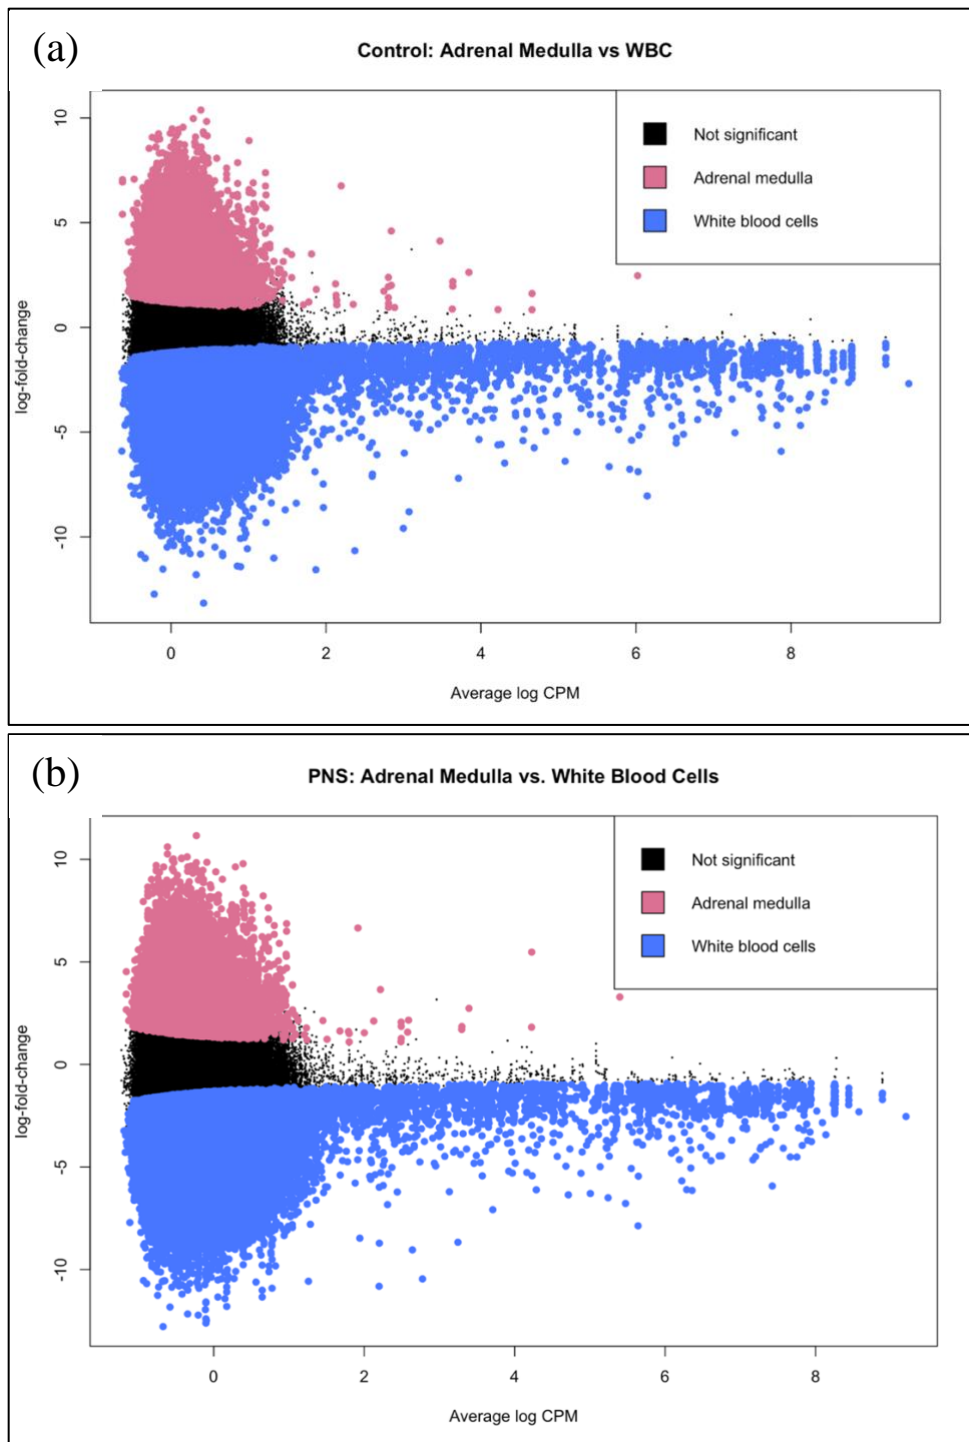 (a)
Control: Adrenal Medulla vs WBC
Not significant
Adrenal medulla
White blood cells
10
5
0
-5
-10
log-fold-change
0 2 4 6 8
Average log CPM
(b)
PNS: Adrenal Medulla vs. White Blood Cells
Not significant
Adrenal medulla
White blood cells
10
5
0
-5
-10
log-fold-change
0 2 4 6 8
Average log CPM